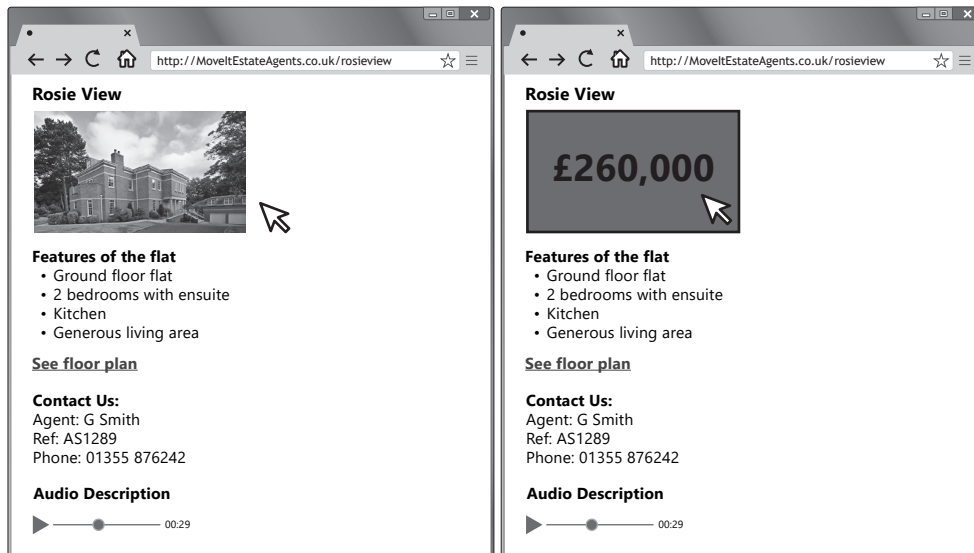 http://MoveItEstateAgents.co.uk/rosieview
Rosie View
Features of the flat
• Ground floor flat
• 2 bedrooms with ensuite
• Kitchen
• Generous living area
See floor plan
Contact Us:
Agent: G Smith
Ref: AS1289
Phone: 01355 876242
Audio Description
00:29
http://MoveItEstateAgents.co.uk/rosieview
Rosie View
£260,000
Features of the flat
• Ground floor flat
• 2 bedrooms with ensuite
• Kitchen
• Generous living area
See floor plan
Contact Us:
Agent: G Smith
Ref: AS1289
Phone: 01355 876242
Audio Description
00:29